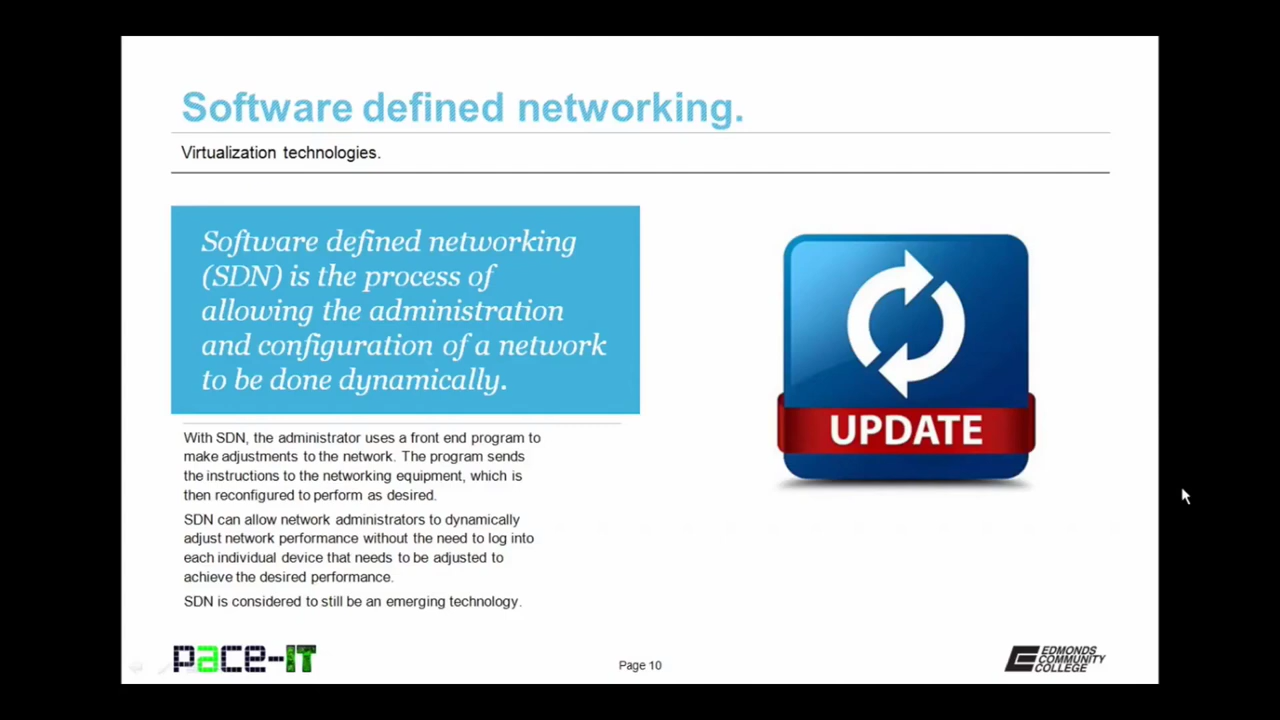 Software defined networking.
Virtualization technologies.
Software defined networking
(SDN) is the process of
allowing the administration
and configuration of a network
to be done dynamically.
With SDN, the administrator uses a front end program to
make adjustments to the network. The program sends
the instructions to the networking equipment, which is
then reconfigured to perform as desired.
SDN can allow network administrators to dynamically
adjust network performance without the need to log into
each individual device that needs to be adjusted to
achieve the desired performance.
SDN is considered to still be an emerging technology.
UPDATE
pace-IT
Page 10
EDMONDS
COMMUNITY
COLLEGE